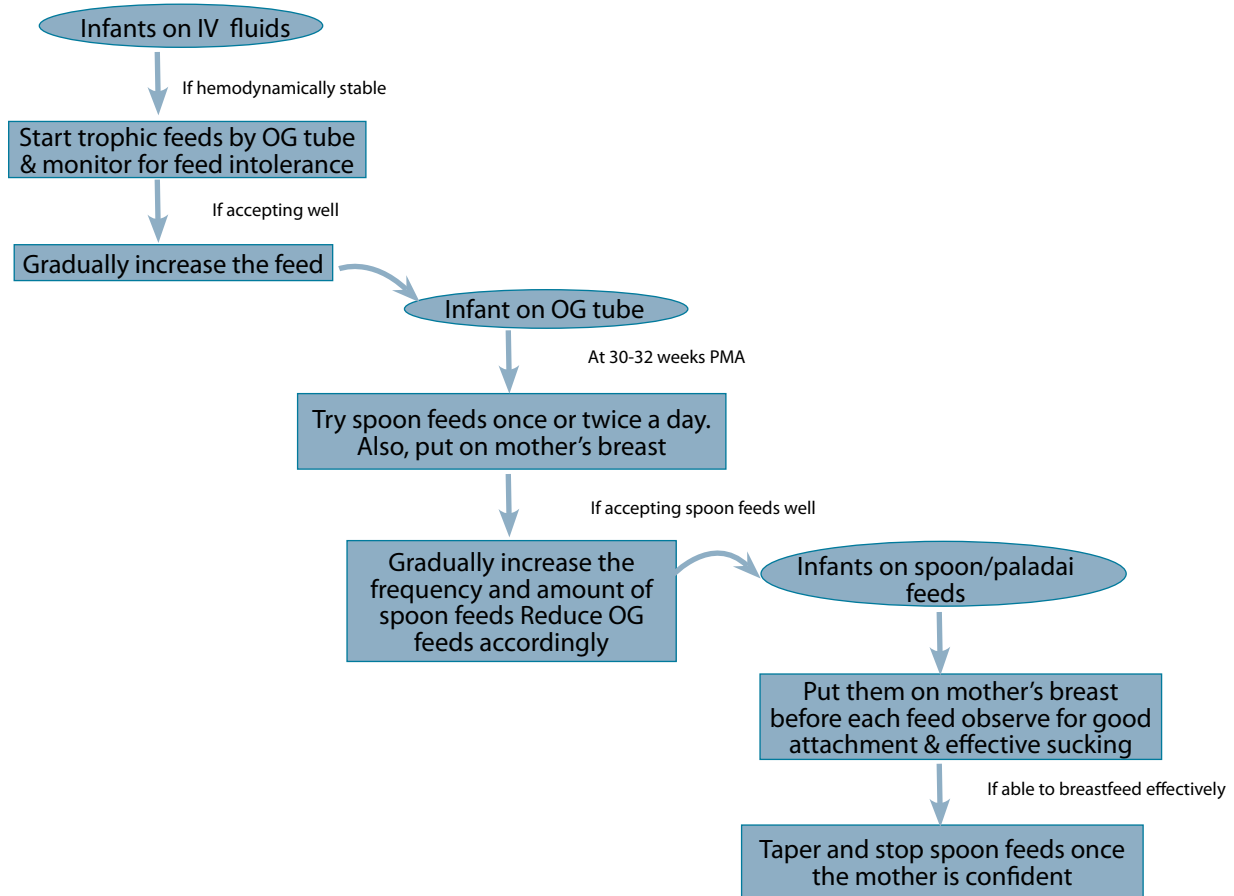 Infants on IV fluids
If hemodynamically stable
Start trophic feeds by OG tube
& monitor for feed intolerance
If accepting well
Gradually increase the feed
Infant on OG tube
At 30-32 weeks PMA
Try spoon feeds once or twice a day.
Also, put on mother’s breast
If accepting spoon feeds well
Gradually increase the
frequency and amount of
spoon feeds Reduce OG
feeds accordingly
Infants on spoon/paladai
feeds
Put them on mother’s breast
before each feed observe for good
attachment & effective sucking
If able to breastfeed effectively
Taper and stop spoon feeds once
the mother is confident